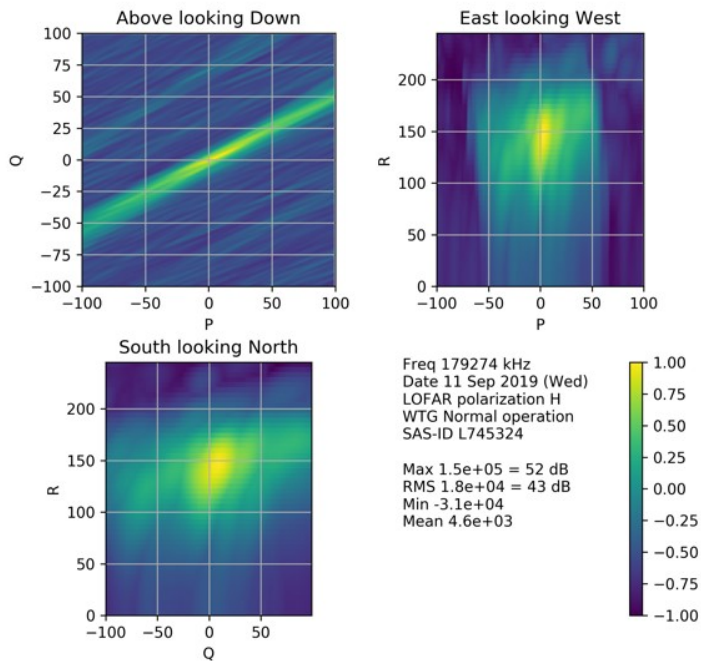 Above looking Down
100
75
50
25
0
−25
−50
−75
−100
Q
−100 −50 0 50 100
P
East looking West
200
150
100
50
0
R
−100 −50 0 50 100
P
South looking North
200
150
100
50
0
R
−100 −50 0 50
Q
Freq 179274 kHz
Date 11 Sep 2019 (Wed)
LOFAR polarization H
WTG Normal operation
SAS-ID L745324
Max 1.5e+05 = 52 dB
RMS 1.8e+04 = 43 dB
Min -3.1e+04
Mean 4.6e+03
1.00
0.75
0.50
0.25
0.00
−0.25
−0.50
−0.75
−1.00